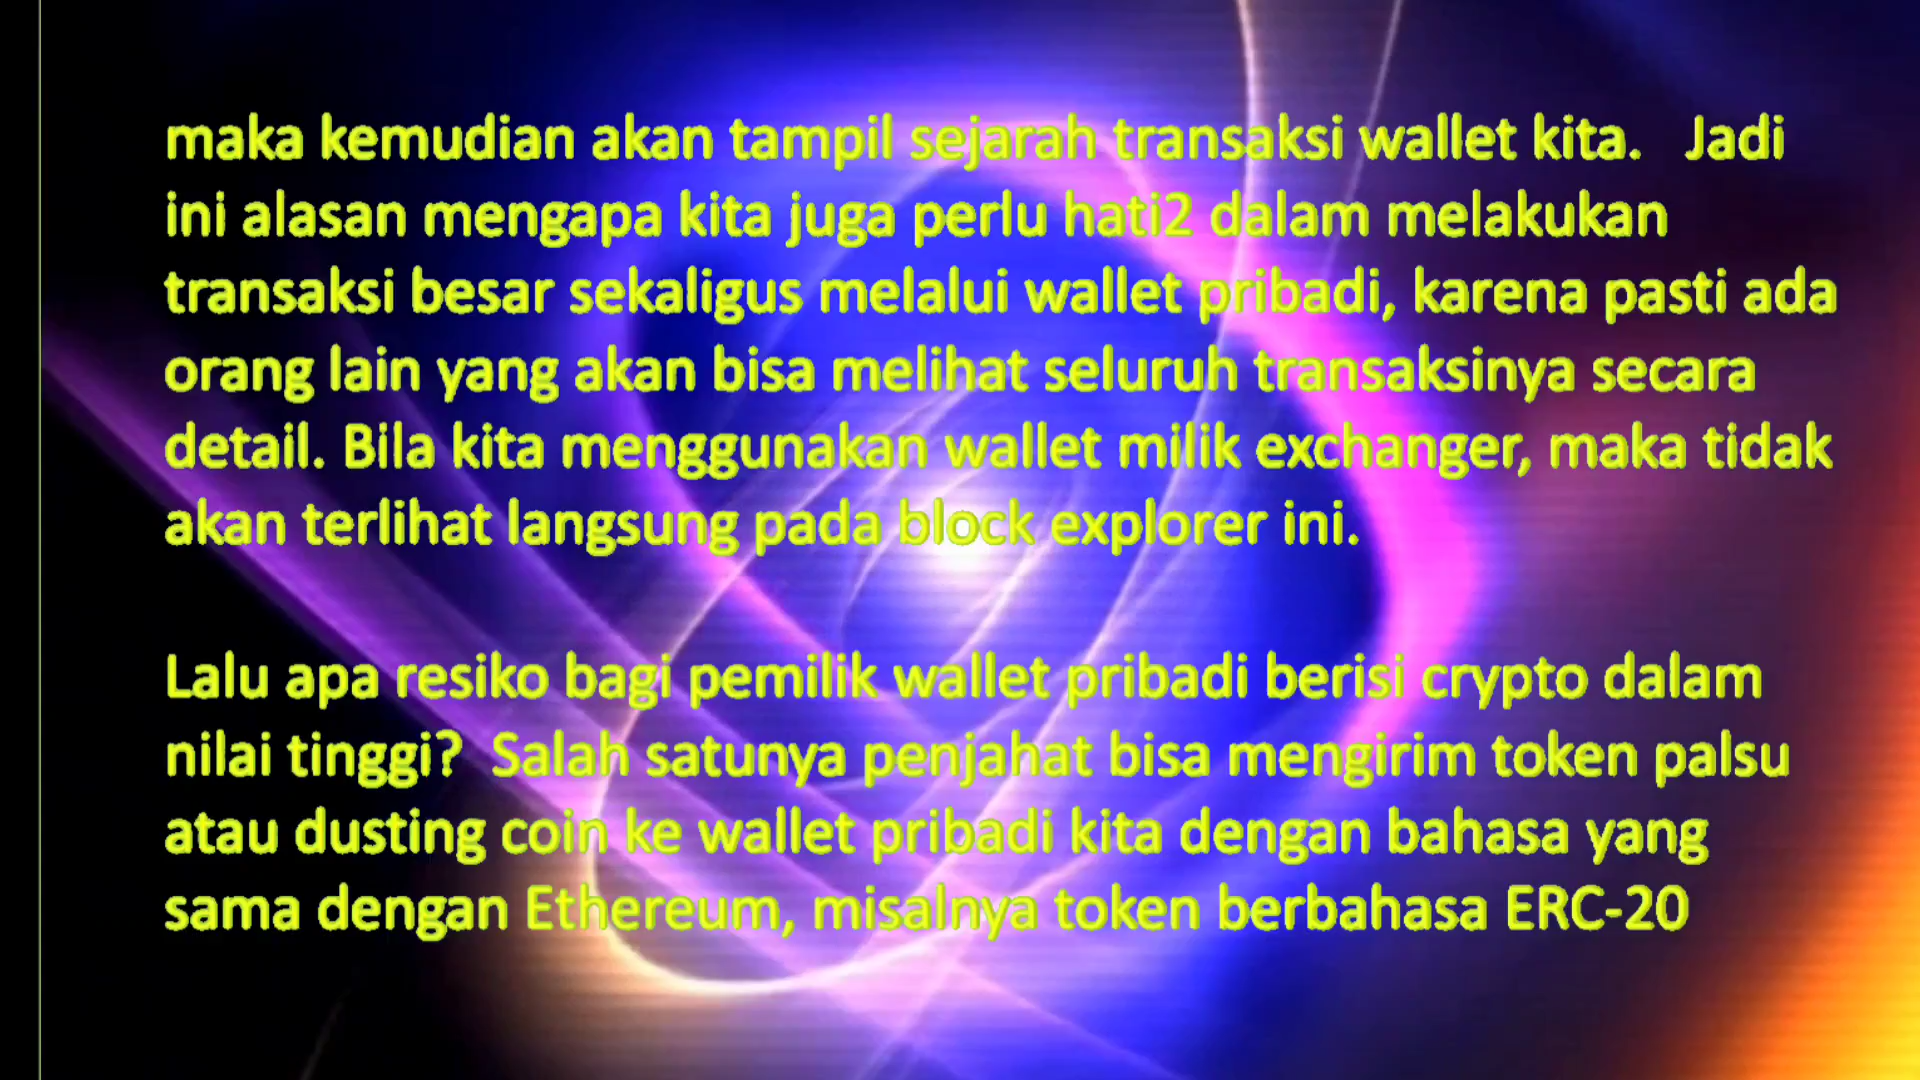 maka kemudian akan tampil sejarah transaksi wallet kita. Jadi
ini alasan mengapa kita juga perlu hati2 dalam melakukan
transaksi besar sekaligus melalui wallet pribadi, karena pasti ada
orang lain yang akan bisa melihat seluruh transaksinya secara
detail. Bila kita menggunakan wallet milik exchanger, maka tidak
akan terlihat langsung pada block explorer ini.
Lalu apa resiko bagi pemilik wallet pribadi berisi crypto dalam
nilai tinggi? Salah satunya penjahat bisa mengirim token palsu
atau dusting coin ke wallet pribadi kita dengan bahasa yang
sama dengan Ethereum, misalnya token berbahasa ERC-20